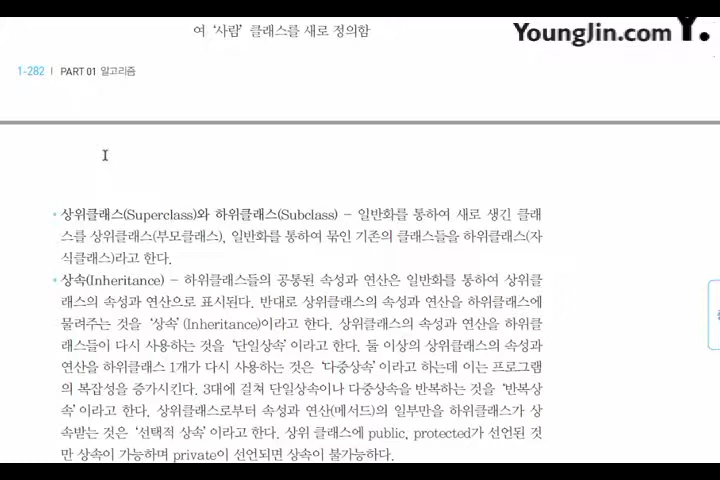 여 ‘사람’ 클래스를 새로 정의함
YoungJin.com Y.
1-282 | PART 01 알고리즘
• 상위클래스(Superclass)와 하위클래스(Subclass) – 일반화를 통하여 새로 생긴 클래
스를 상위클래스(부모클래스), 일반화를 통하여 묶인 기존의 클래스들을 하위클래스(자
식클래스)라고 한다.
• 상속(Inheritance) – 하위클래스들의 공통된 속성과 연산은 일반화를 통하여 상위클
래스의 속성과 연산으로 표시된다. 반대로 상위클래스의 속성과 연산을 하위클래스에
물려주는 것을 ‘상속’(Inheritance)이라고 한다. 상위클래스의 속성과 연산을 하위클
래스들이 다시 사용하는 것을 ‘단일상속’이라고 한다. 둘 이상의 상위클래스의 속성과
연산을 하위클래스 1개가 다시 사용하는 것은 ‘다중상속’이라고 하는데 이는 프로그램
의 복잡성을 증가시킨다. 3대에 걸쳐 단일상속이나 다중상속을 반복하는 것을 ‘반복상
속’이라고 한다. 상위클래스로부터 속성과 연산(메서드)의 일부만을 하위클래스가 상
속받는 것은 ‘선택적 상속’이라고 한다. 상위 클래스에 public, protected가 선언된 것
만 상속이 가능하며 private이 선언되면 상속이 불가능하다.